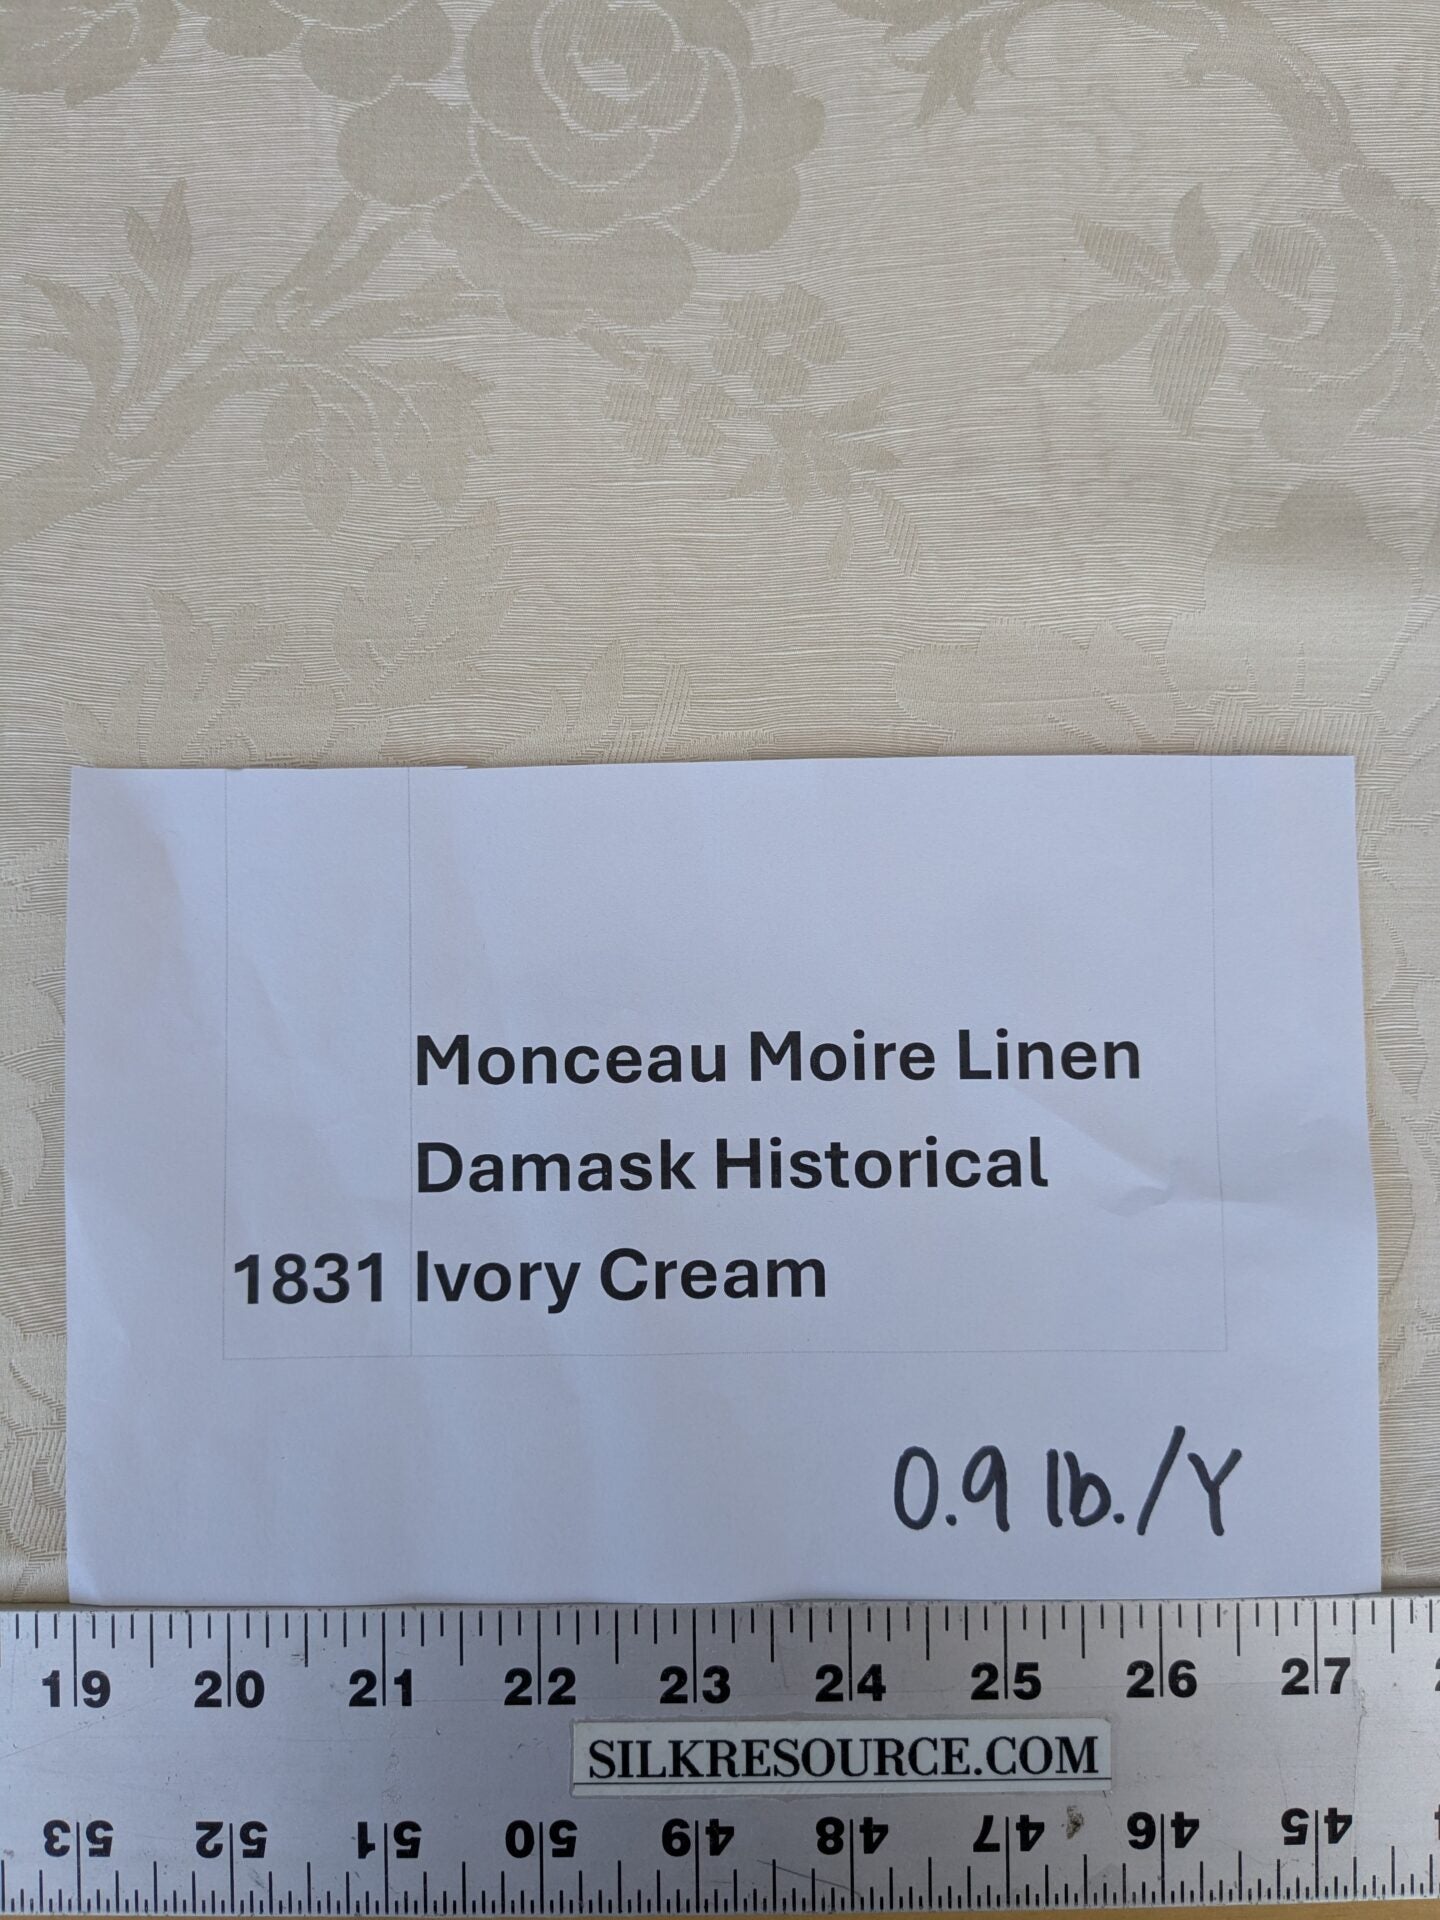 Monceau Moire Linen
Damask Historical
1831 Ivory Cream
0.9 lb./Y
19 20 21 22 23 24 25 26 27
SILKRESOURCE.COM
53 52 51 50 49 48 47 46 45